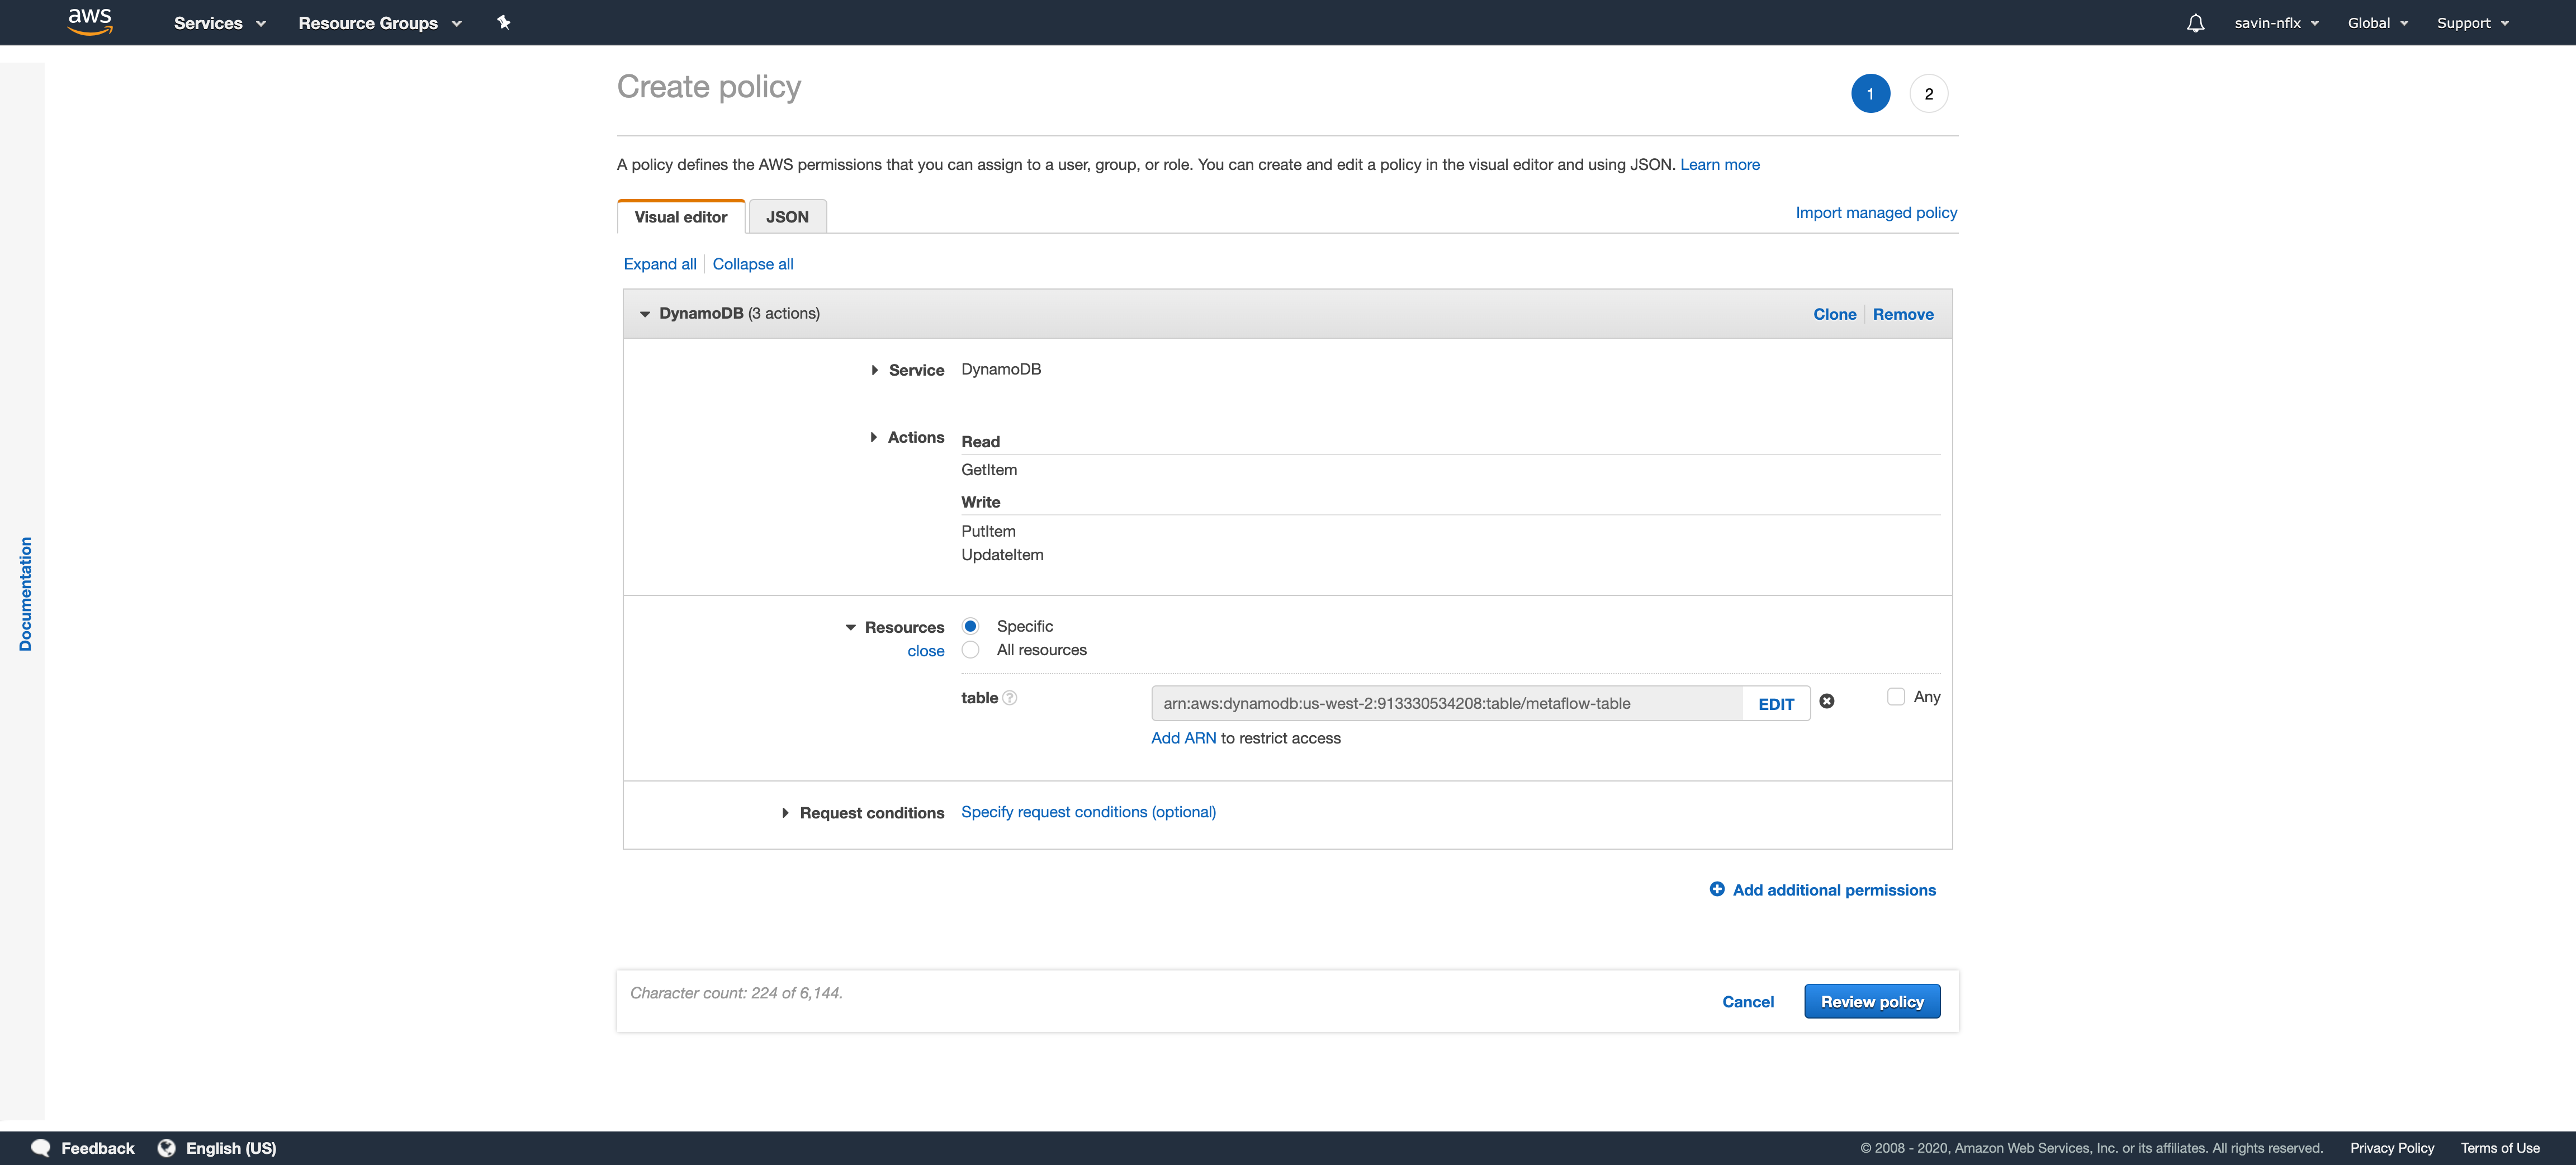 aws Services Resource Groups savin-nflx Global Support
Create policy 1 2
A policy defines the AWS permissions that you can assign to a user, group, or role. You can create and edit a policy in the visual editor and using JSON. Learn more
Visual editor JSON Import managed policy
Expand all Collapse all
DynamoDB (3 actions) Clone Remove
Service DynamoDB
Actions Read
GetItem
Write
PutItem
UpdateItem
Documentation
Resources Specific
close All resources
table ? arn:aws:dynamodb:us-west-2:913330534208:table/metaflow-table EDIT Any
Add ARN to restrict access
Request conditions Specify request conditions (optional)
Add additional permissions
Character count: 224 of 6,144.
Cancel Review policy
Feedback English (US) © 2008 - 2020, Amazon Web Services, Inc. or its affiliates. All rights reserved. Privacy Policy Terms of Use